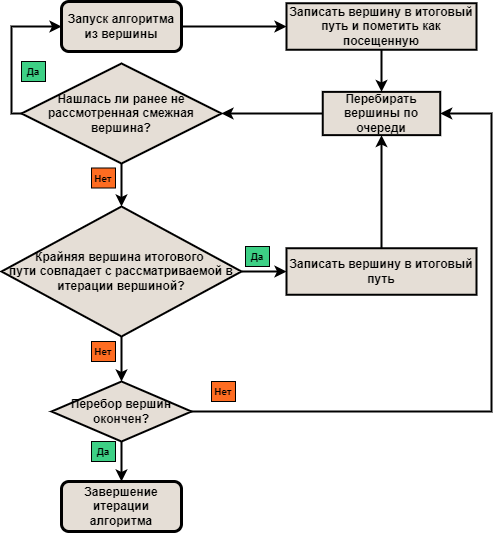 Запуск алгоритма
из вершины
Записать вершину в итоговый
путь и пометить как
посещенную
Да
Нашлась ли ранее не
рассмотренная смежная
вершина?
Перебирать
вершины по
очереди
Нет
Крайняя вершина итогового
пути совпадает с рассматриваемой в
итерации вершиной?
Да
Записать вершину в итоговый
путь
Нет
Перебор вершин
окончен?
Нет
Да
Завершение
итерации
алгоритма